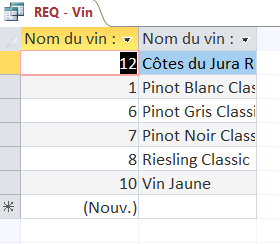 REQ - Vin
Nom du vin : Nom du vin :
12 Côtes du Jura R
1 Pinot Blanc Clas
6 Pinot Gris Classi
7 Pinot Noir Class
8 Riesling Classic
10 Vin Jaune
(Nouv.)